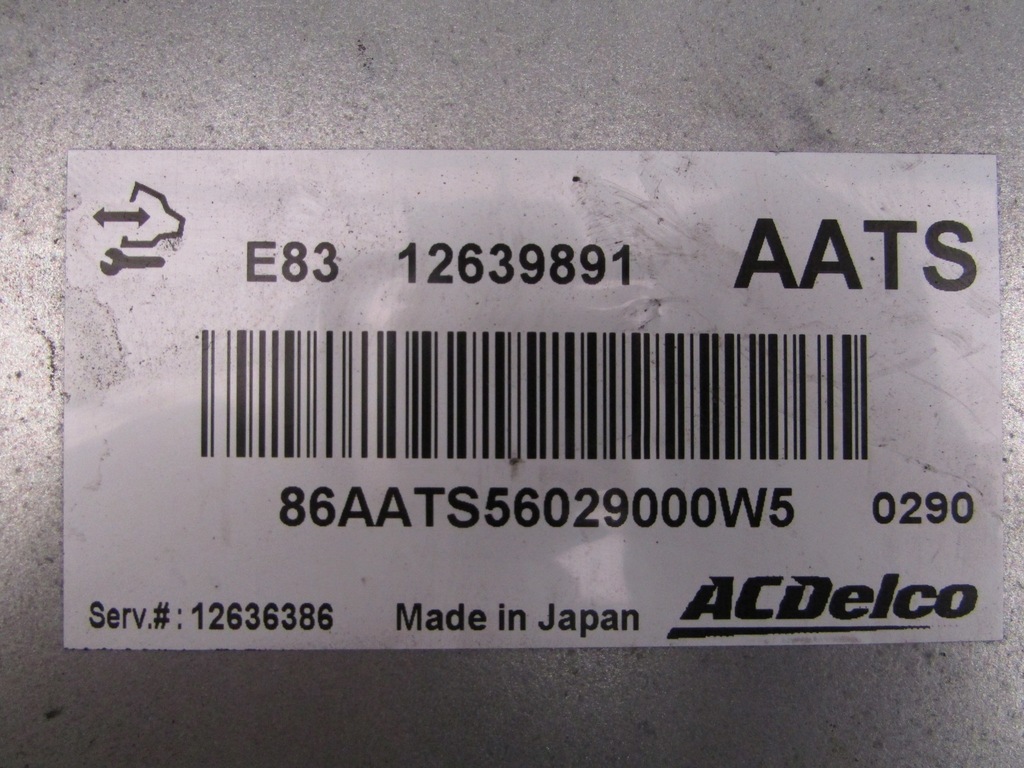 E83 12639891 AATS
86AATS56029000W5 0290
Serv.#: 12636386 Made in Japan ACDelco